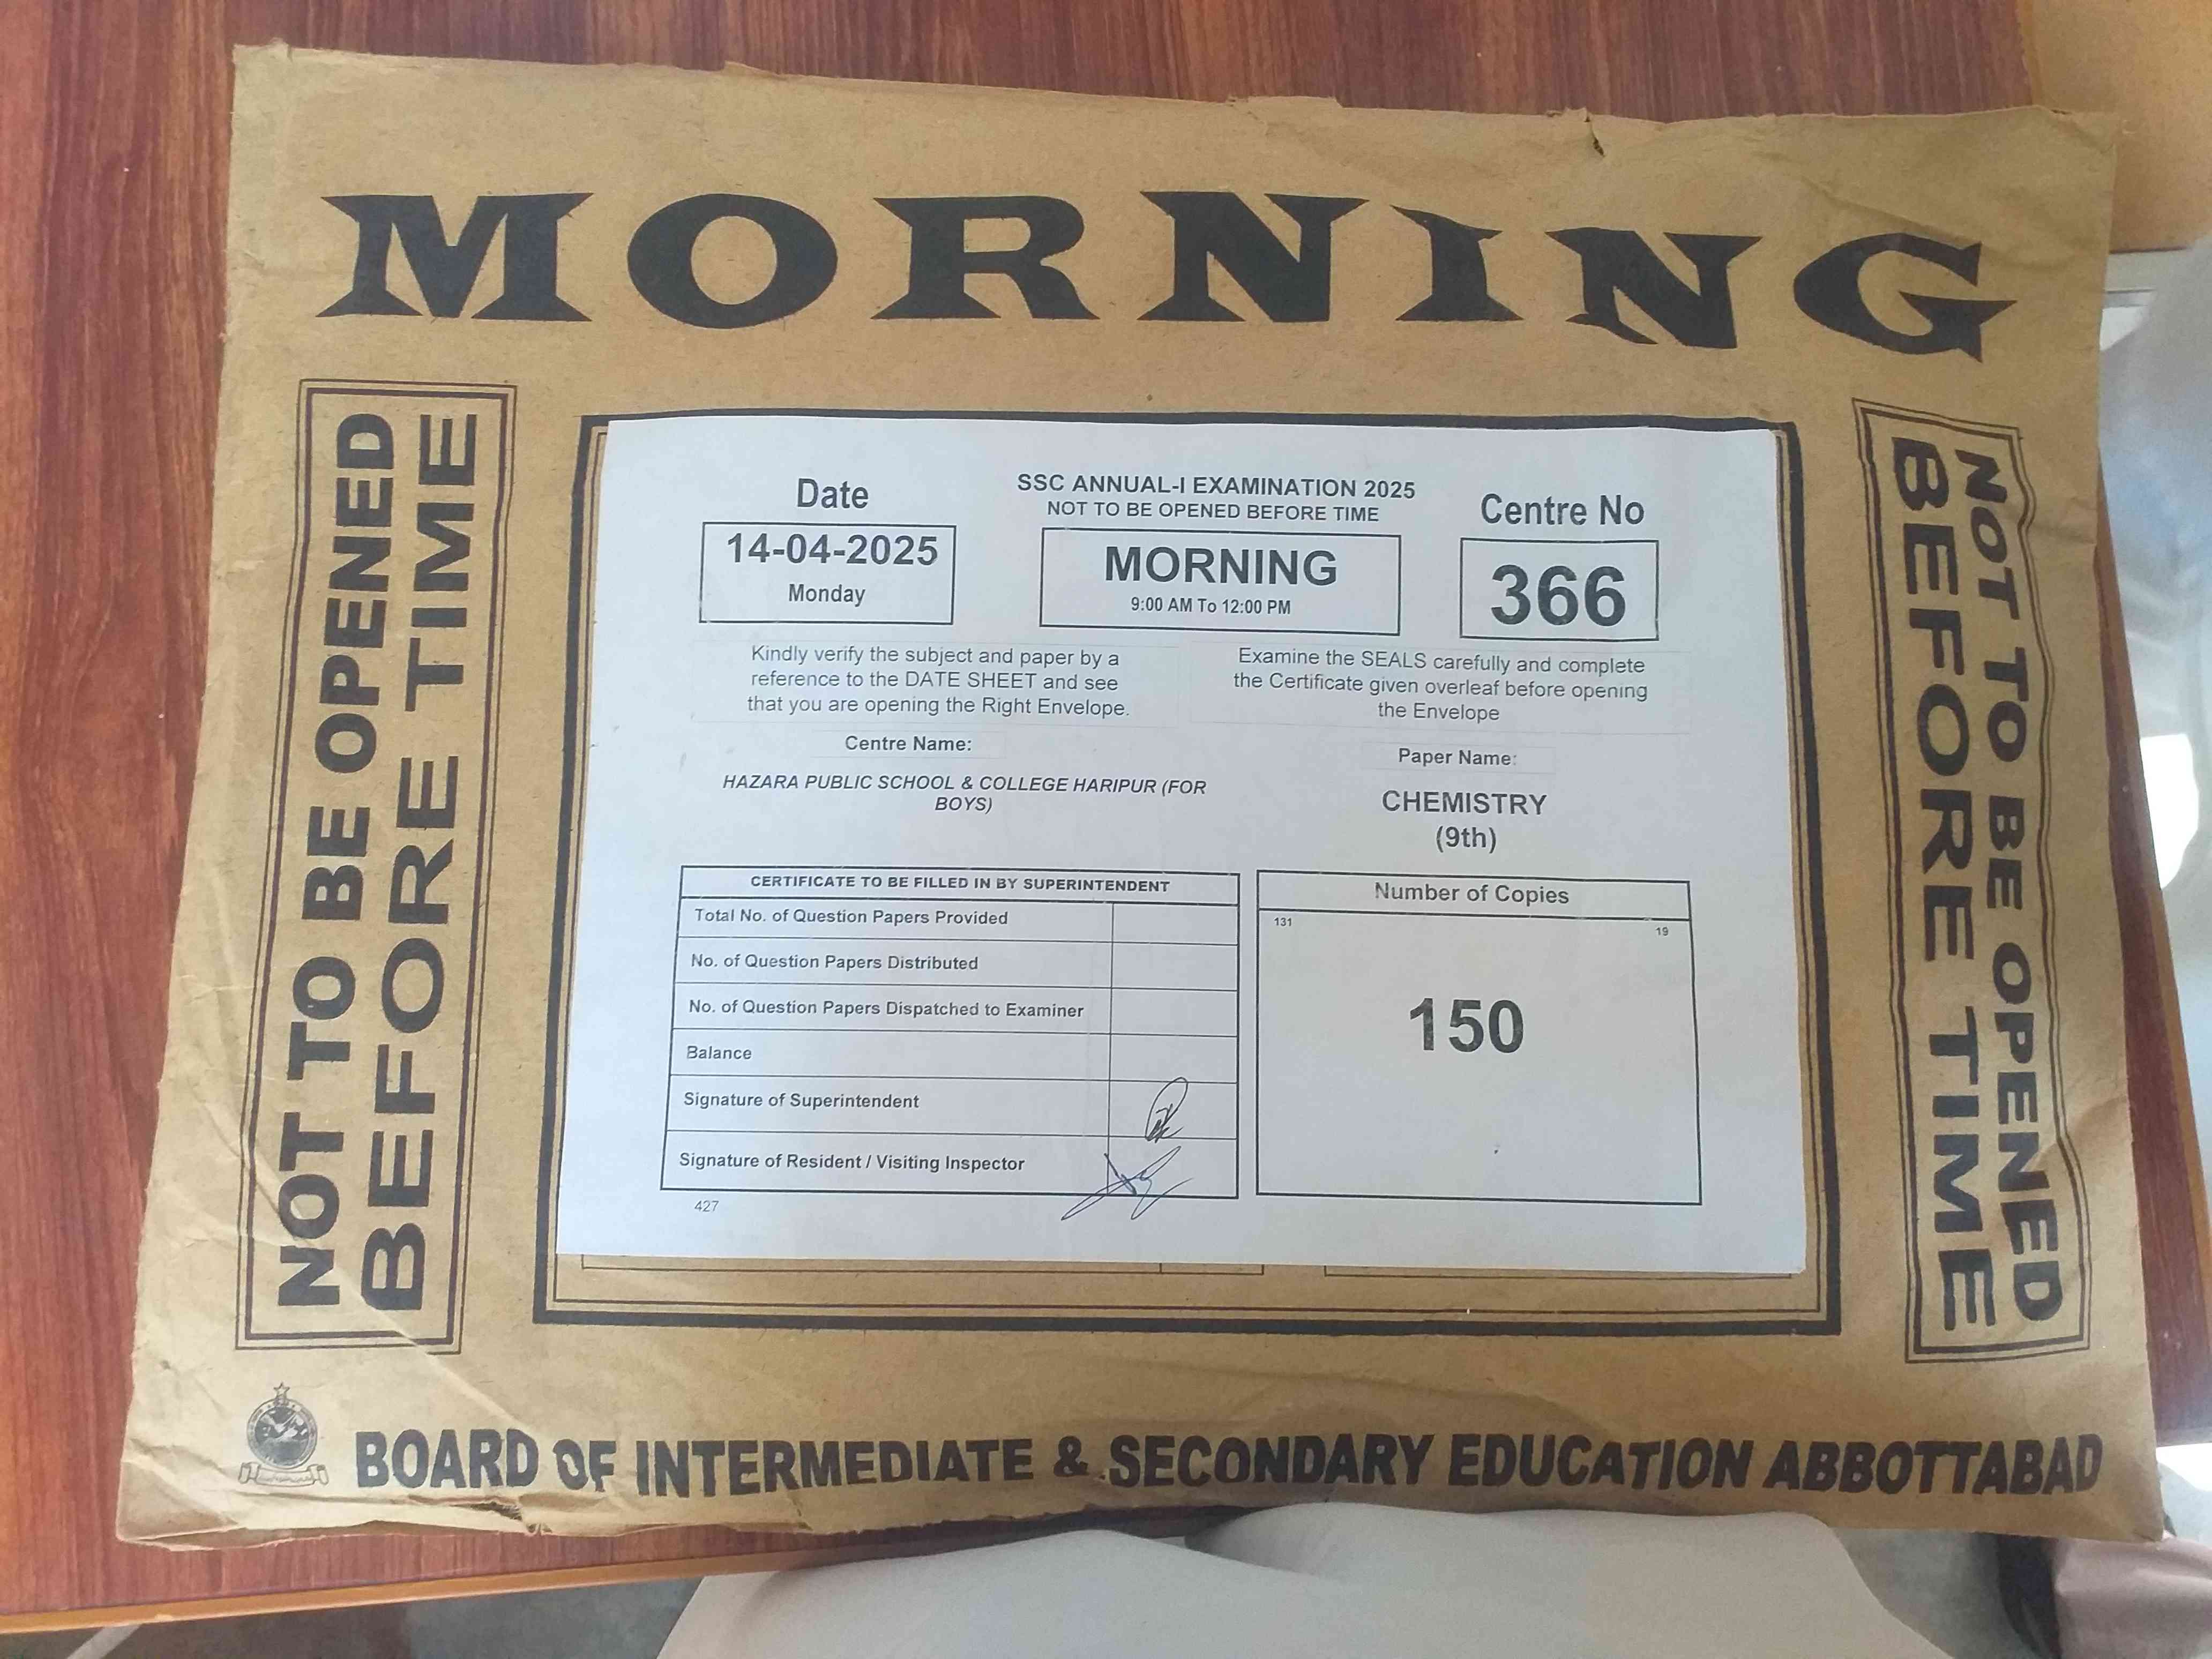 MORNING
NOT TO BE OPENED
BEFORE TIME
Date
14-04-2025
Monday
SSC ANNUAL-I EXAMINATION 2025
NOT TO BE OPENED BEFORE TIME
MORNING
9:00 AM To 12:00 PM
Centre No
366
Kindly verify the subject and paper by a
reference to the DATE SHEET and see
that you are opening the Right Envelope.
Examine the SEALS carefully and complete
the Certificate given overleaf before opening
the Envelope
Centre Name:
HAZARA PUBLIC SCHOOL & COLLEGE HARIPUR (FOR
BOYS)
Paper Name:
CHEMISTRY
(9th)
CERTIFICATE TO BE FILLED IN BY SUPERINTENDENT
Total No. of Question Papers Provided
No. of Question Papers Distributed
No. of Question Papers Dispatched to Examiner
Balance
Signature of Superintendent
Signature of Resident / Visiting Inspector
427
Number of Copies
131
19
150
NOT TO BE OPENED
BEFORE TIME
BOARD OF INTERMEDIATE & SECONDARY EDUCATION ABBOTTABAD